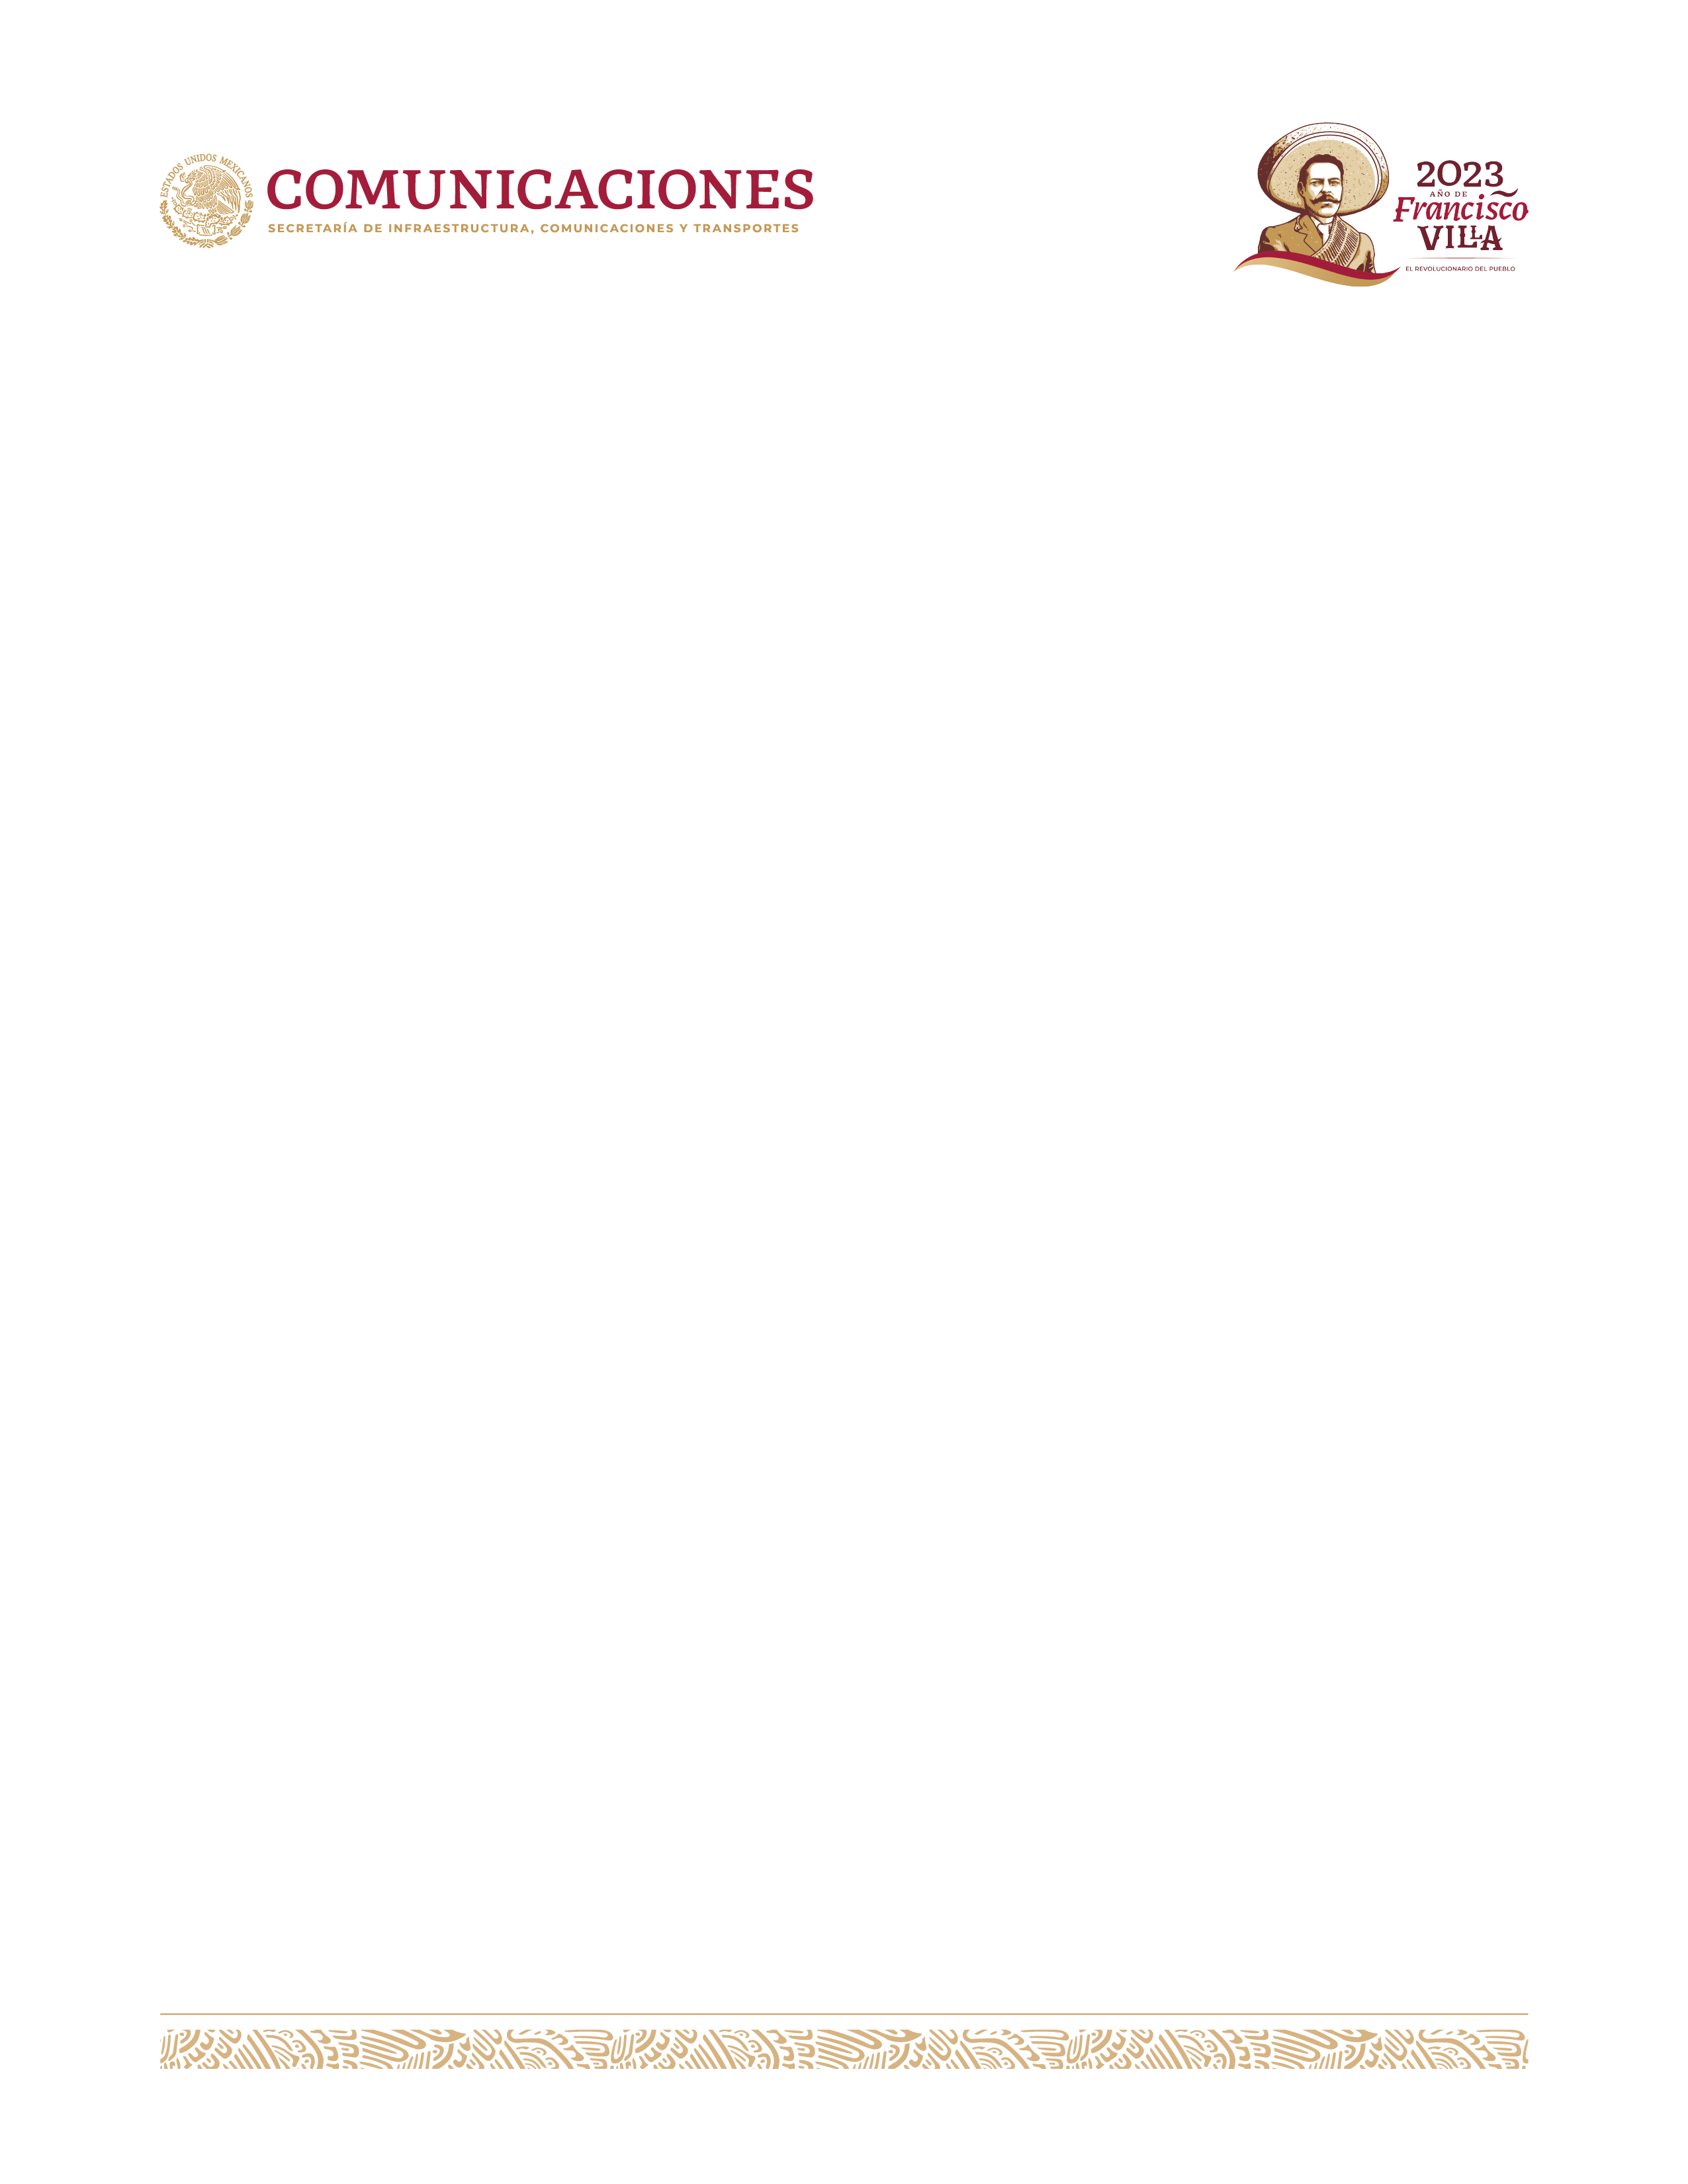 ESTADOS UNIDOS MEXICANOS
COMUNICACIONES
SECRETARÍA DE INFRAESTRUCTURA, COMUNICACIONES Y TRANSPORTES
2023
AÑO DE
Francisco
VILLA
EL REVOLUCIONARIO DEL PUEBLO